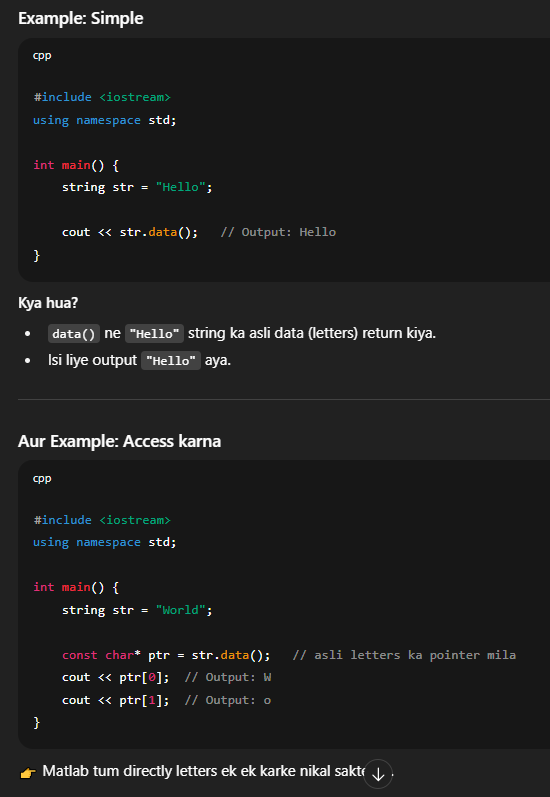 Example: Simple
cpp
#include <iostream>
using namespace std;
int main() {
string str = "Hello";
cout << str.data();   // Output: Hello
}
Kya hua?
• data() ne "Hello" string ka asli data (letters) return kiya.
• Isi liye output "Hello" aya.
Aur Example: Access karna
cpp
#include <iostream>
using namespace std;
int main() {
string str = "World";
const char* ptr = str.data();   // asli letters ka pointer mila
cout << ptr[0];  // Output: W
cout << ptr[1];  // Output: o
}
👉 Matlab tum directly letters ek ek karke nikal